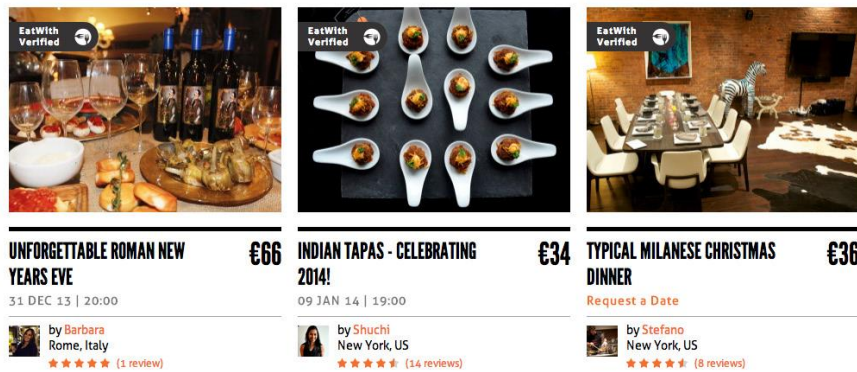 EatWith
Verified
UNFORGETTABLE ROMAN NEW
YEARS EVE
€66
31 DEC 13 | 20:00
by Barbara
Rome, Italy
(1 review)
EatWith
Verified
INDIAN TAPAS - CELEBRATING
2014!
€34
09 JAN 14 | 19:00
by Shuchi
New York, US
(14 reviews)
EatWith
Verified
TYPICAL MILANESE CHRISTMAS
DINNER
€36
Request a Date
by Stefano
New York, US
(8 reviews)